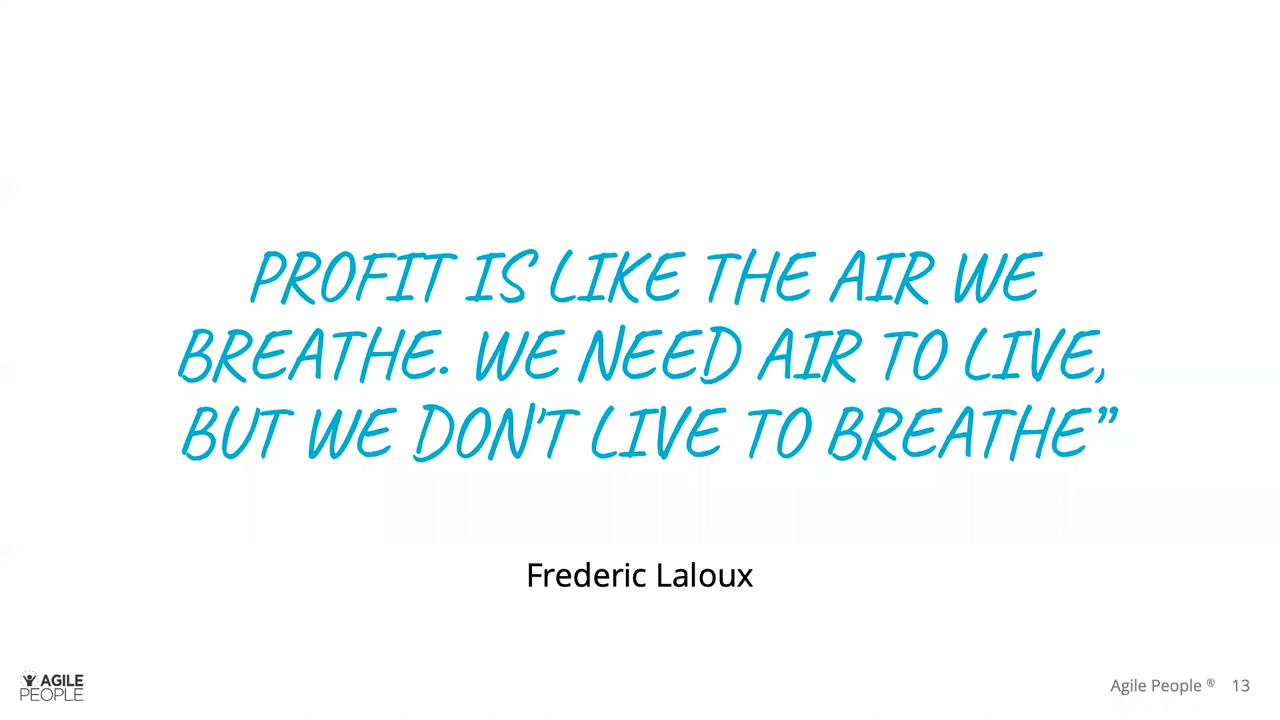 PROFIT IS LIKE THE AIR WE
BREATHE. WE NEED AIR TO LIVE,
BUT WE DON'T LIVE TO BREATHE”
Frederic Laloux
AGILE
PEOPLE
Agile People ® 13